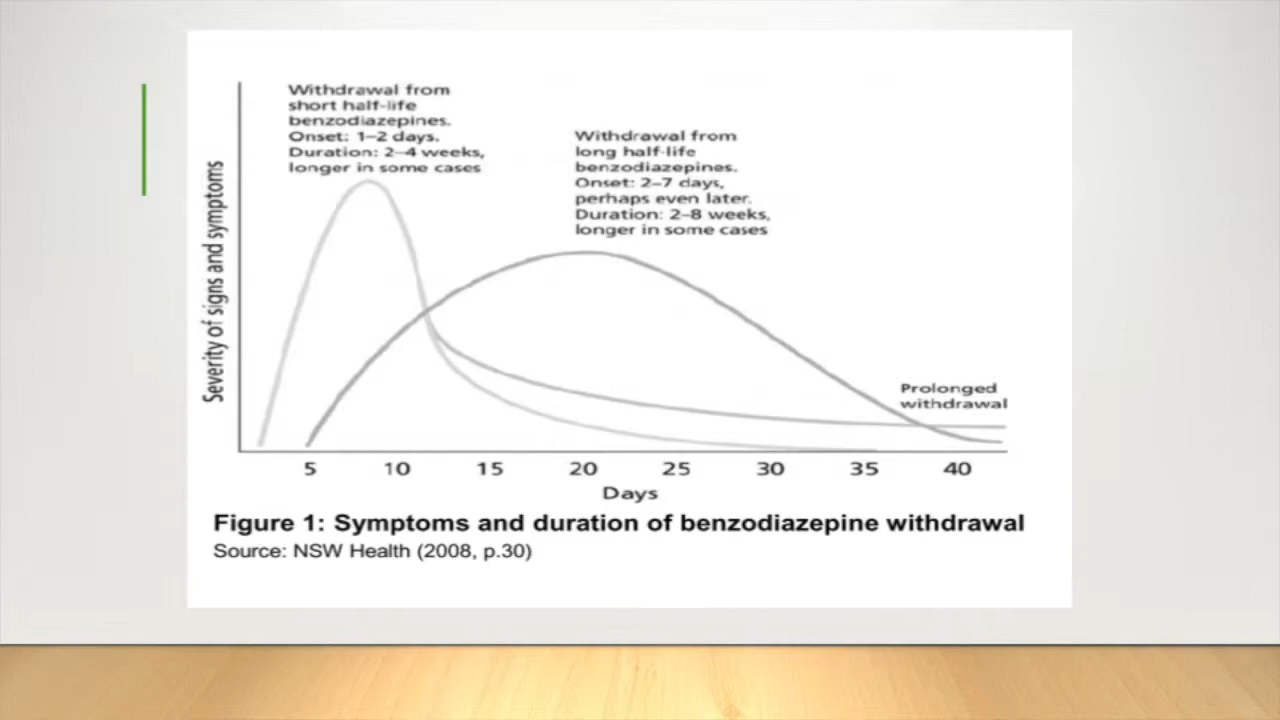 Withdrawal from
short half-life
benzodiazepines.
Onset: 1–2 days.
Duration: 2–4 weeks,
longer in some cases
Withdrawal from
long half-life
benzodiazepines.
Onset: 2–7 days,
perhaps even later.
Duration: 2–8 weeks,
longer in some cases
Severity of signs and symptoms
Prolonged
withdrawal
5 10 15 20 25 30 35 40
Days
Figure 1: Symptoms and duration of benzodiazepine withdrawal
Source: NSW Health (2008, p.30)